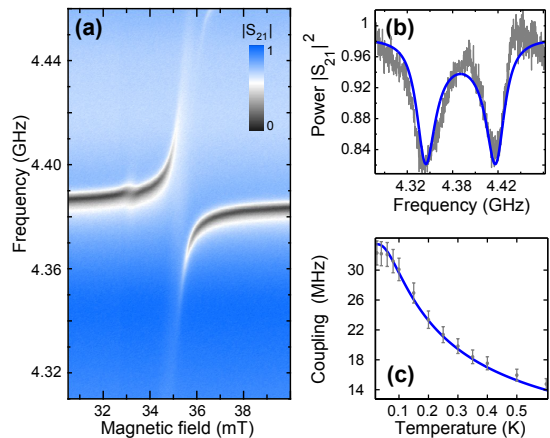 (a)
|S21|
1
0
4.44
4.40
4.36
4.32
Frequency (GHz)
32
34
36
38
Magnetic field (mT)
(b)
0.96
0.92
0.88
0.84
Power |S21|²
4.32
4.38
4.42
Frequency (GHz)
30
26
22
18
14
Coupling (MHz)
(c)
0.1
0.2
0.3
0.4
0.5
Temperature (K)